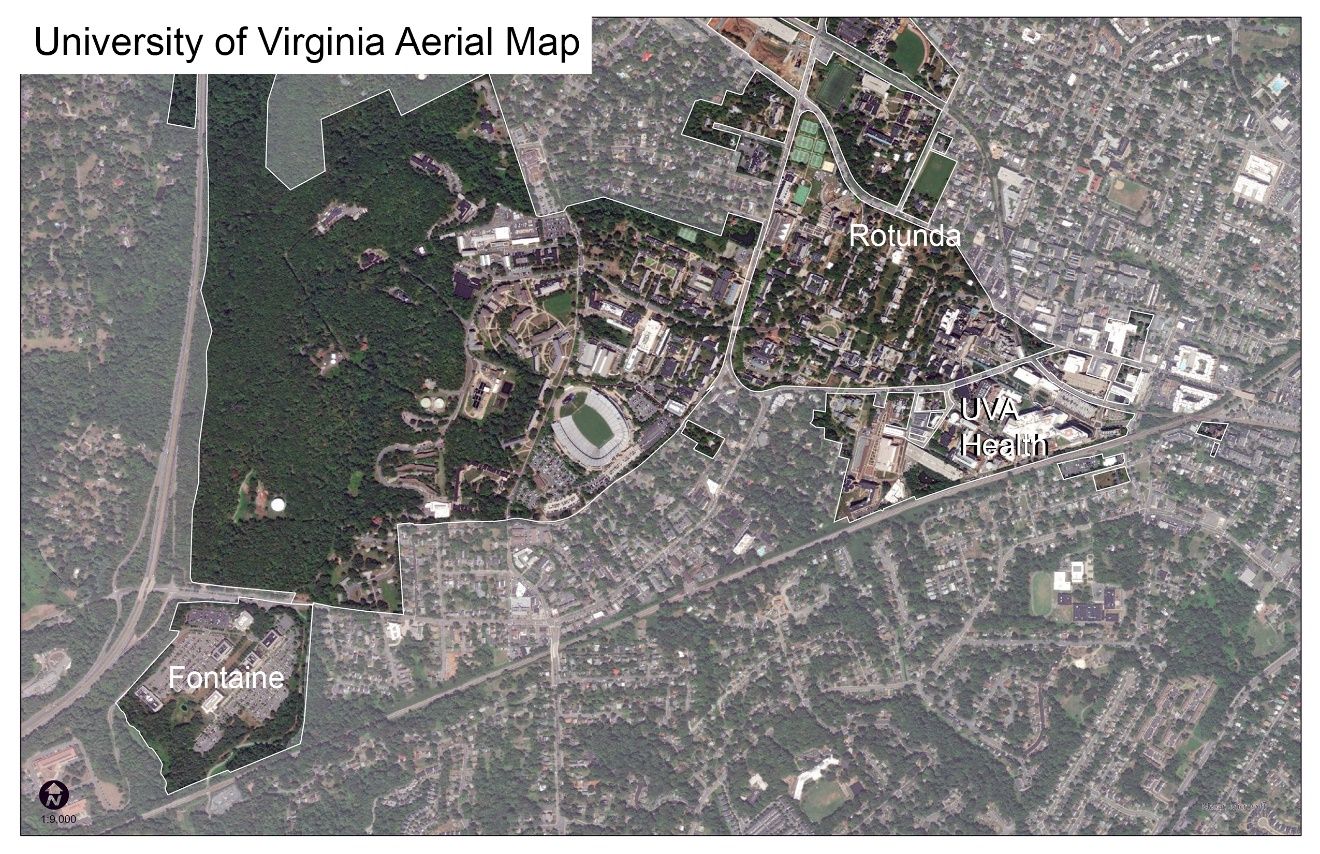 University of Virginia Aerial Map
Rotunda
UVA
Health
Fontaine
N
1:9,000